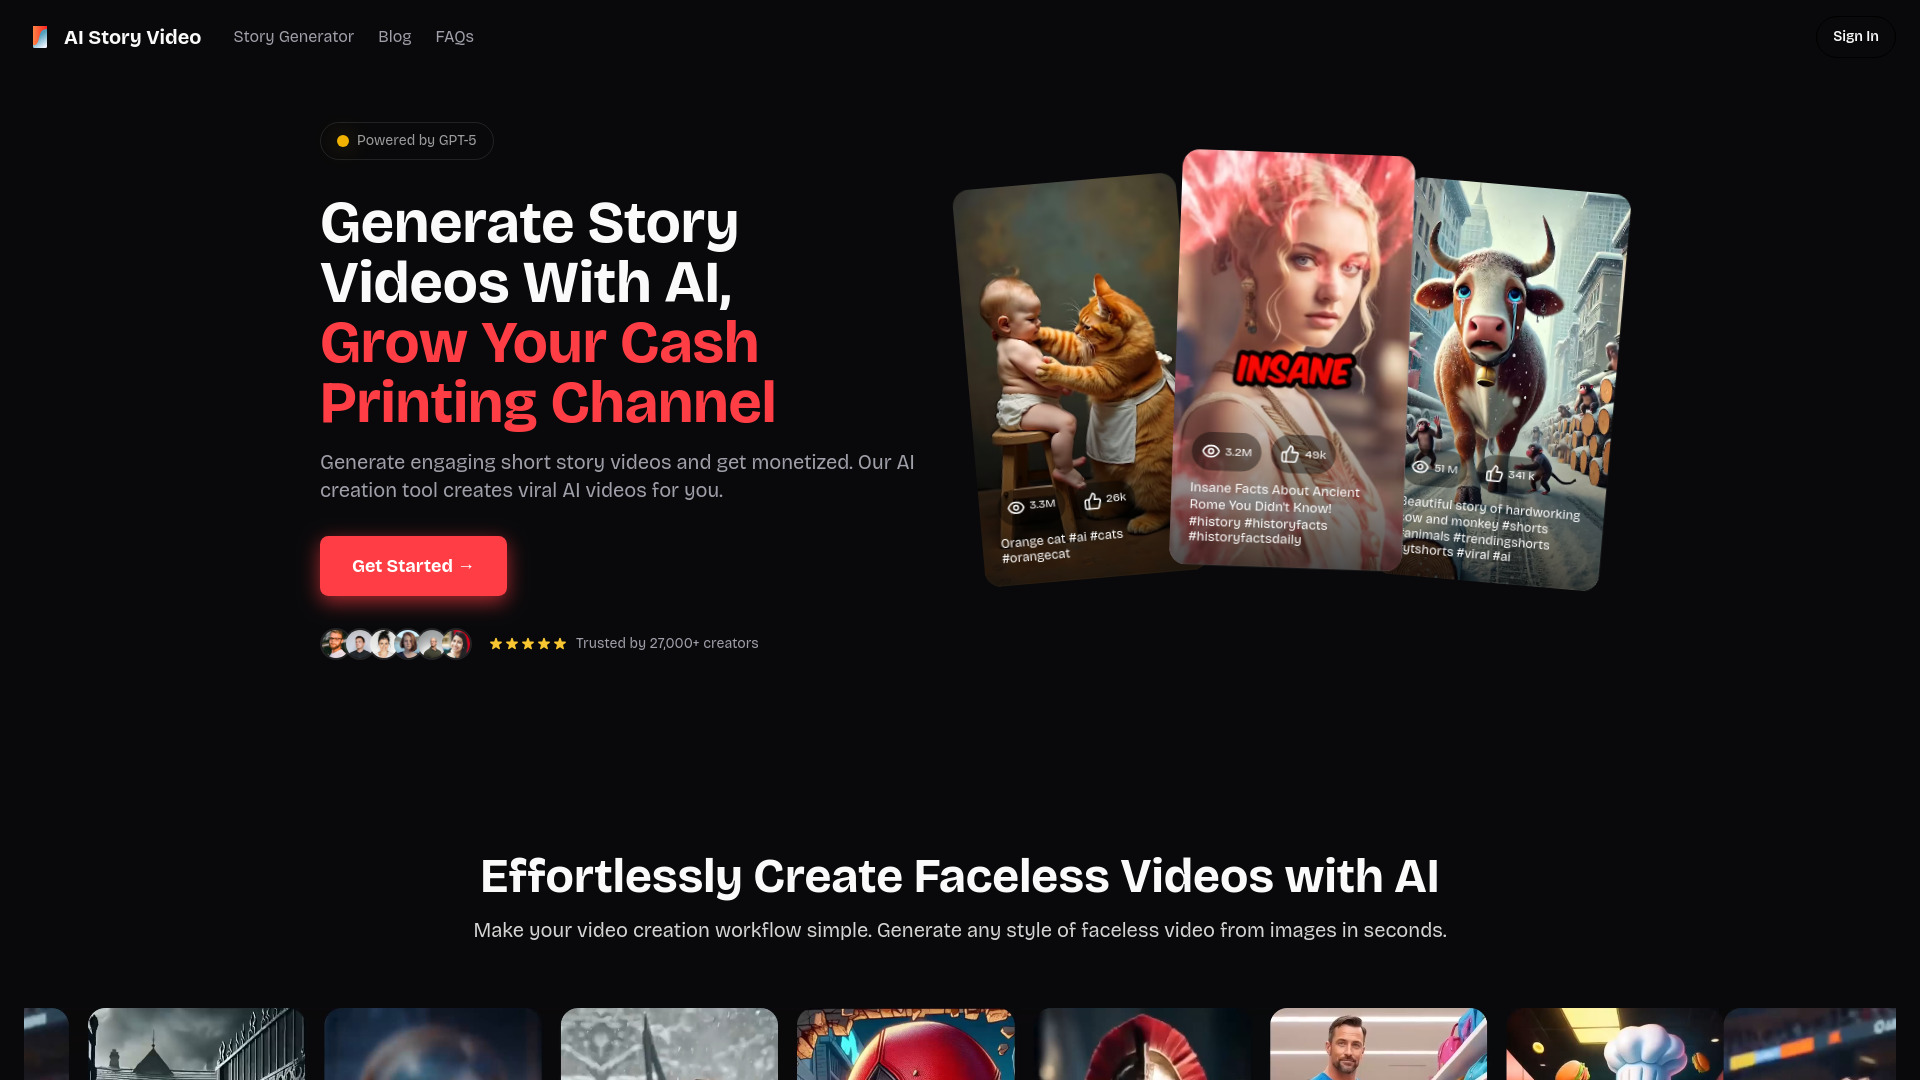 AI Story Video
Story Generator
Blog
FAQs
Sign In
Powered by GPT-5
Generate Story
Videos With AI,
Grow Your Cash
Printing Channel
Generate engaging short story videos and get monetized. Our AI
creation tool creates viral AI videos for you.
Get Started →
Trusted by 27,000+ creators
3.3M
26k
Orange cat #ai #cats
#orangecat
INSANE
3.2M
49k
Insane Facts About Ancient
Rome You Didn't Know!
#history #historyfacts
#historyfactsdaily
51 M
341 k
Beautiful story of hardworking
cow and monkey #shorts
#animals #trendingshorts
ytshorts #viral #ai
Effortlessly Create Faceless Videos with AI
Make your video creation workflow simple. Generate any style of faceless video from images in seconds.